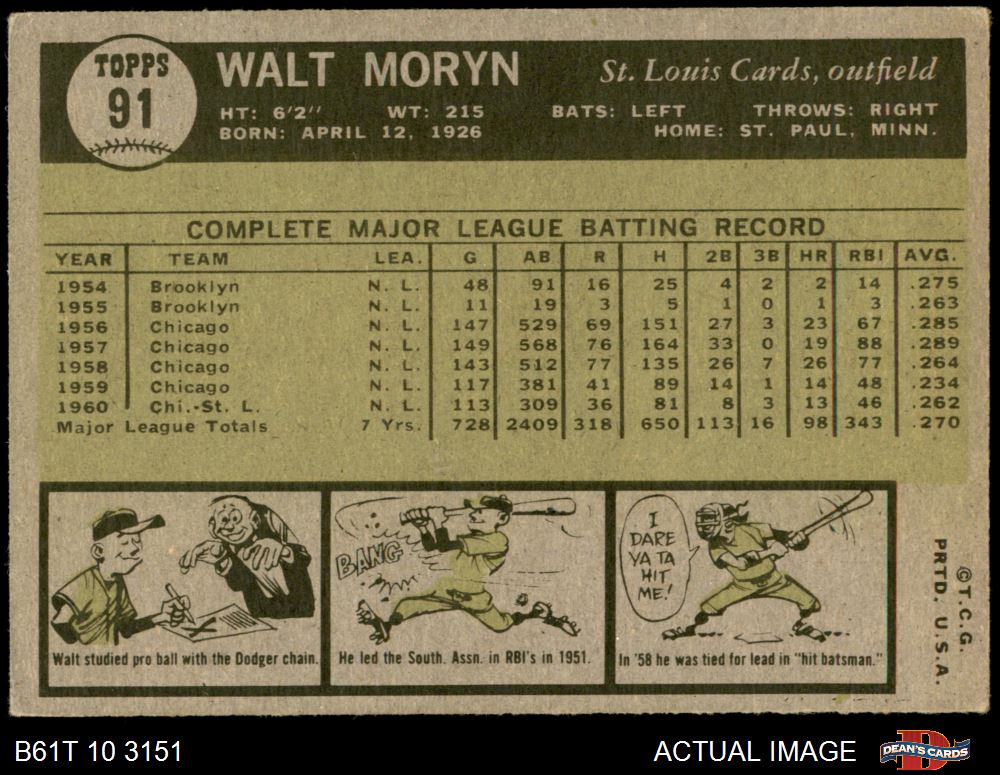 TOPPS
91
WALT MORYN St. Louis Cards, outfield
HT: 6'2'' WT: 215 BATS: LEFT THROWS: RIGHT
BORN: APRIL 12, 1926 HOME: ST. PAUL, MINN.
COMPLETE MAJOR LEAGUE BATTING RECORD
YEAR TEAM LEA. G AB R H 2B 3B HR RBI AVG.
1954 Brooklyn N. L. 48 91 16 25 4 2 2 14 .275
1955 Brooklyn N. L. 11 19 3 5 1 0 1 3 .263
1956 Chicago N. L. 147 529 69 151 27 3 23 67 .285
1957 Chicago N. L. 149 568 76 164 33 0 19 88 .289
1958 Chicago N. L. 143 512 77 135 26 7 26 77 .264
1959 Chicago N. L. 117 381 41 89 14 1 14 48 .234
1960 Chi.-St. L. N. L. 113 309 36 81 8 3 13 46 .262
Major League Totals 7 Yrs. 728 2409 318 650 113 16 98 343 .270
Walt studied pro ball with the Dodger chain.
BANG
He led the South. Assn. in RBI's in 1951.
I
DARE
YA TA
HIT
ME!
In '58 he was tied for lead in "hit batsman."
© T. C. G.
PRTD. U. S. A.
B61T 10 3151 ACTUAL IMAGE DEAN'S CARDS